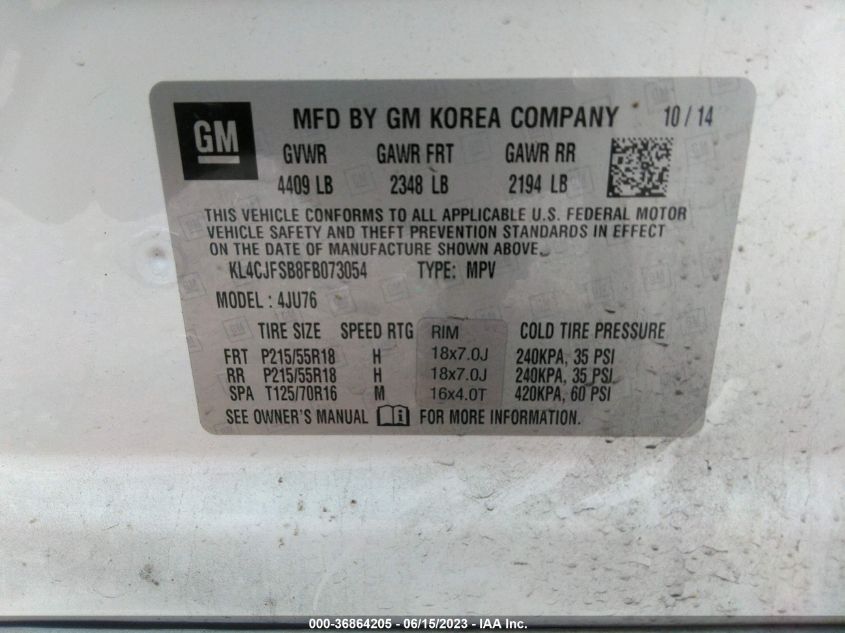 GM
MFD BY GM KOREA COMPANY 10 / 14
GVWR GAWR FRT GAWR RR
4409 LB 2348 LB 2194 LB
THIS VEHICLE CONFORMS TO ALL APPLICABLE U.S. FEDERAL MOTOR
VEHICLE SAFETY AND THEFT PREVENTION STANDARDS IN EFFECT
ON THE DATE OF MANUFACTURE SHOWN ABOVE.
KL4CJFSB8FB073054 TYPE: MPV
MODEL : 4JU76
TIRE SIZE SPEED RTG RIM COLD TIRE PRESSURE
FRT P215/55R18 H 18x7.0J 240KPA, 35 PSI
RR P215/55R18 H 18x7.0J 240KPA, 35 PSI
SPA T125/70R16 M 16x4.0T 420KPA, 60 PSI
SEE OWNER'S MANUAL FOR MORE INFORMATION.
000-36864205 - 06/15/2023 - IAA Inc.